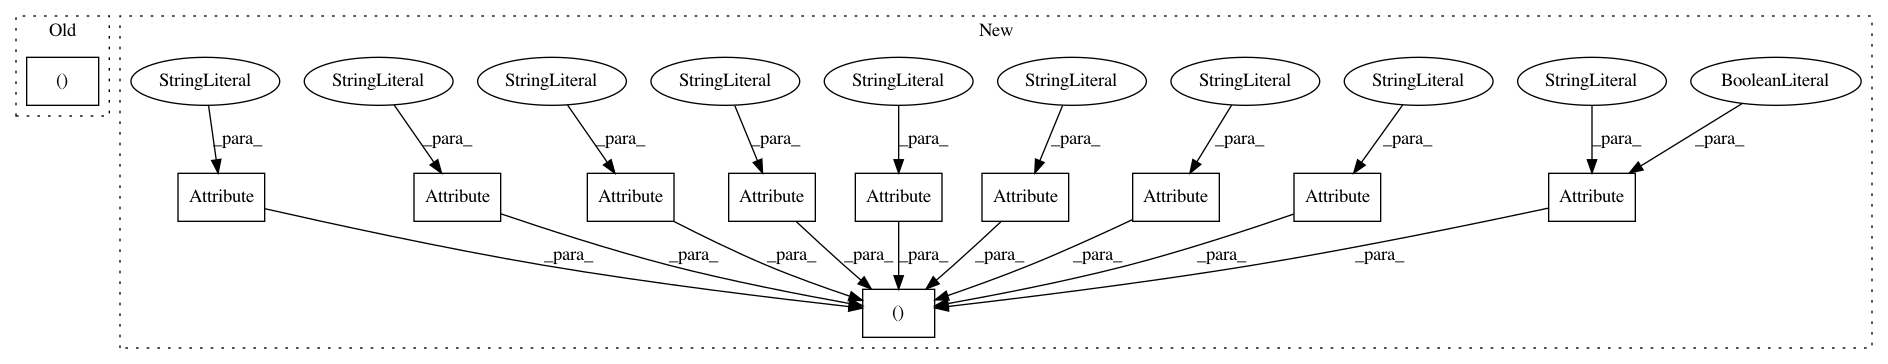 Old
New
()
StringLiteral
StringLiteral
StringLiteral
StringLiteral
StringLiteral
StringLiteral
StringLiteral
StringLiteral
StringLiteral
BooleanLiteral
_para_
_para_
_para_
_para_
_para_
_para_
_para_
_para_
_para_
_para_
Attribute
Attribute
Attribute
Attribute
Attribute
Attribute
Attribute
Attribute
Attribute
_para_
_para_
_para_
_para_
_para_
_para_
_para_
_para_
_para_
()